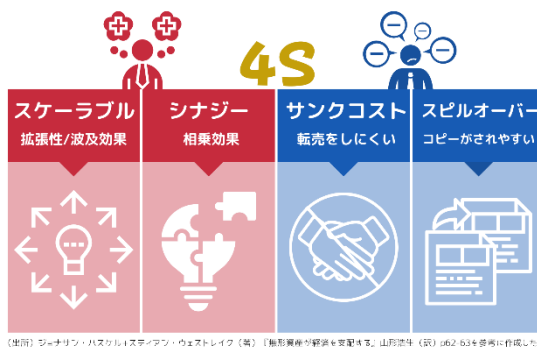 4S
スケーラブル
拡張性/波及効果
シナジー
相乗効果
サンクコスト
転売をしにくい
スピルオーバー
コピーがされやすい
(出所)ジョナサン・ハスケル+スティアン・ウェストレイク(著)『無形資産が経済を支配する』山形浩生(訳)p62-63を参考に作成した